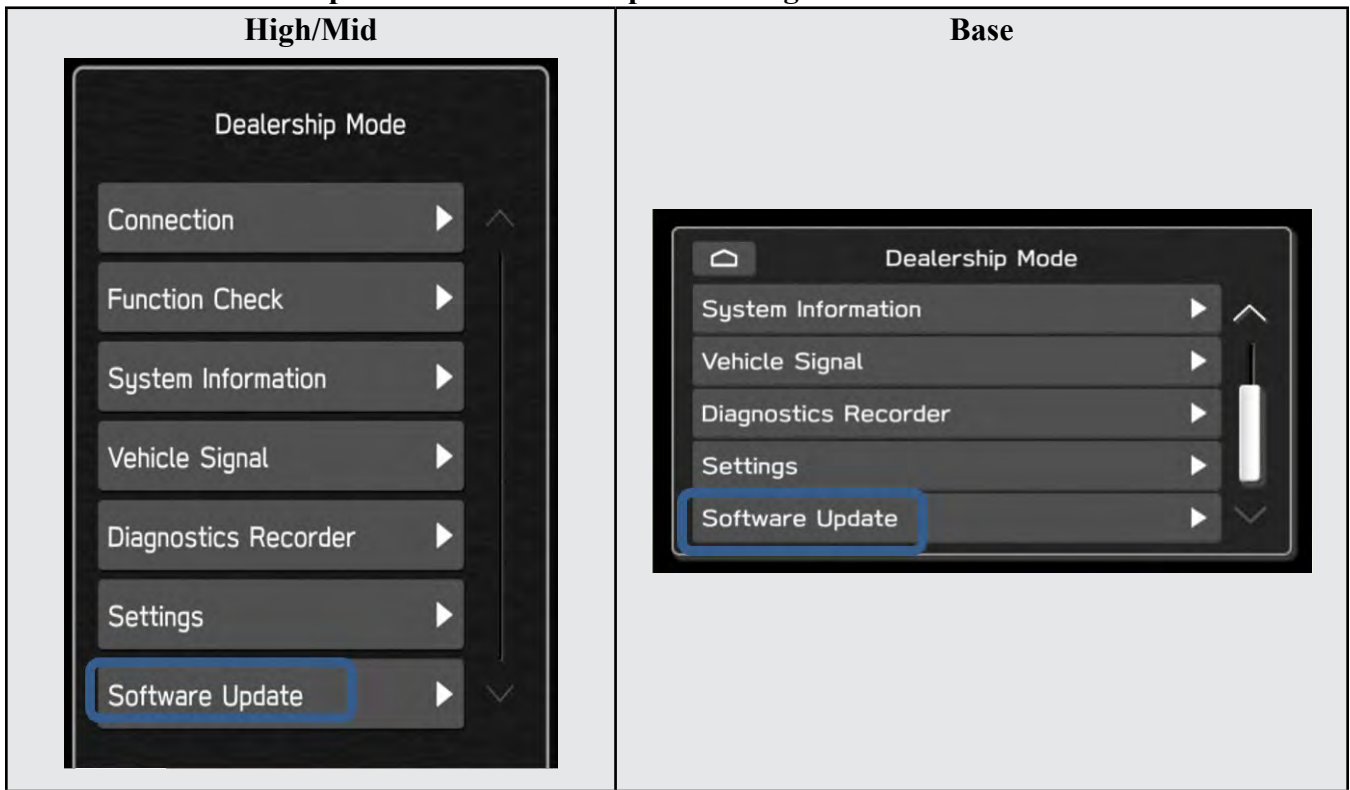 High/Mid
Base
Dealership Mode
Connection
Function Check
System Information
Vehicle Signal
Diagnostics Recorder
Settings
Software Update
Dealership Mode
System Information
Vehicle Signal
Diagnostics Recorder
Settings
Software Update